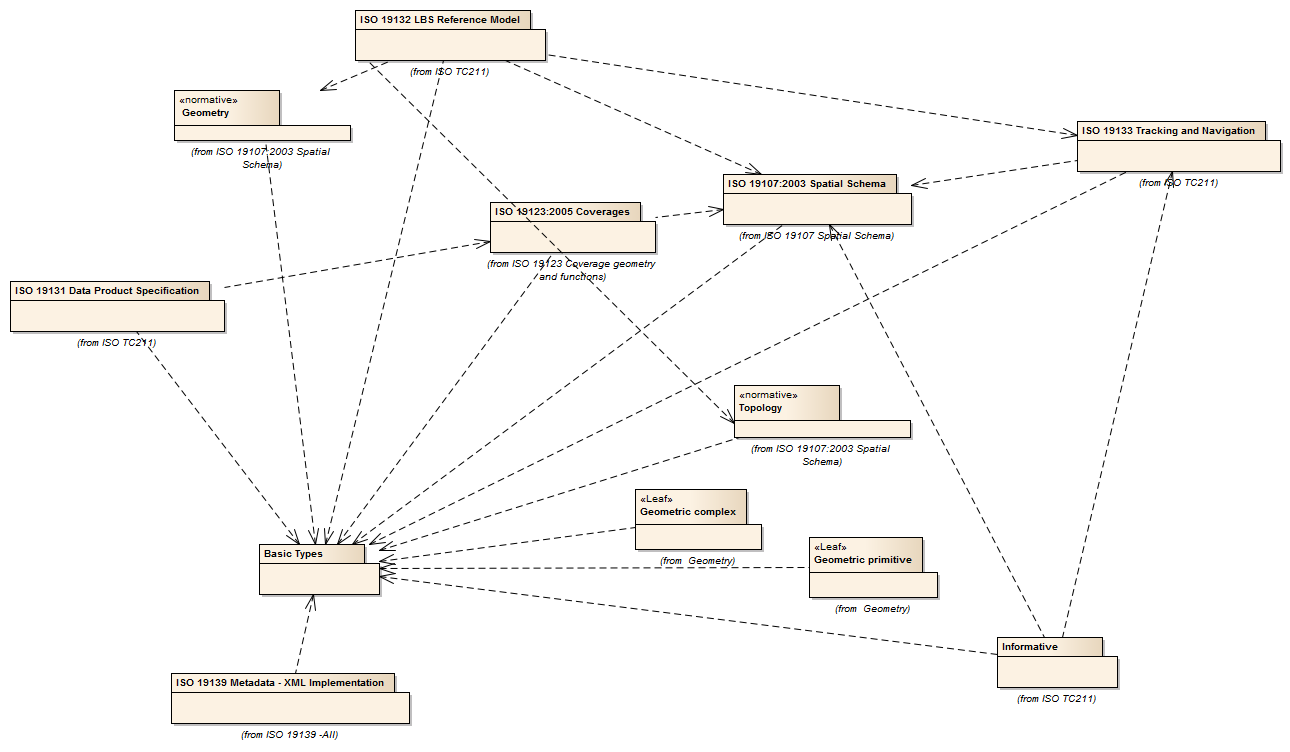 ISO 19132 LBS Reference Model
(from ISO TC211)
«normative»
Geometry
(from ISO 19107:2003 Spatial
Schema)
ISO 19133 Tracking and Navigation
(from ISO TC211)
ISO 19107:2003 Spatial Schema
(from ISO 19107 Spatial Schema)
ISO 19123:2005 Coverages
(from ISO 19123 Coverage geometry
and functions)
ISO 19131 Data Product Specification
(from ISO TC211)
«normative»
Topology
(from ISO 19107:2003 Spatial
Schema)
«Leaf»
Geometric complex
(from  Geometry)
«Leaf»
Geometric primitive
(from  Geometry)
Basic Types
Informative
(from ISO TC211)
ISO 19139 Metadata - XML Implementation
(from ISO 19139 -All)